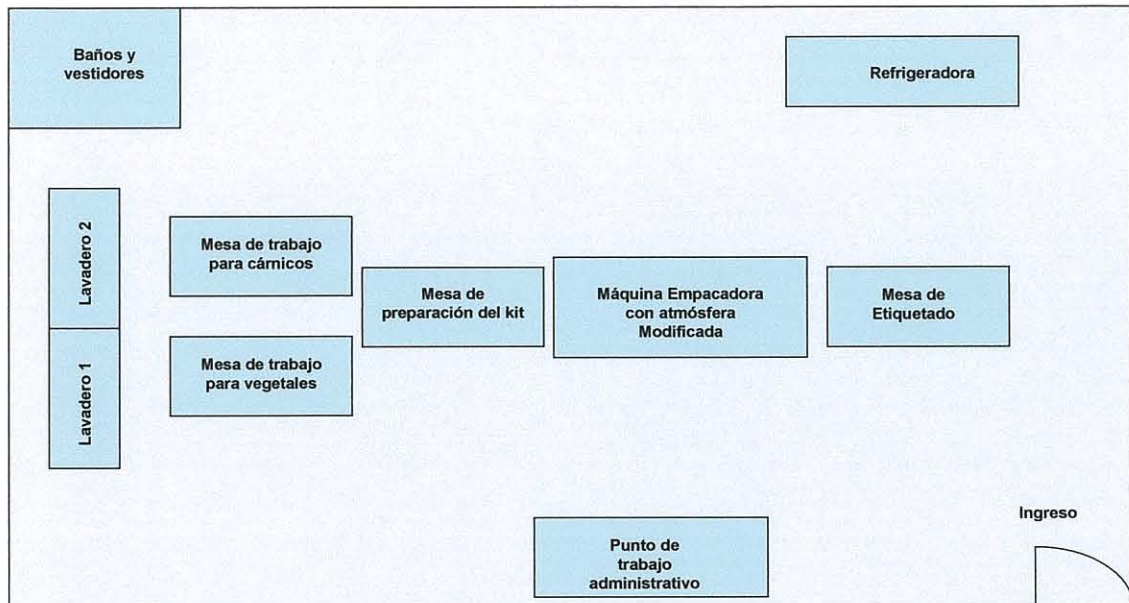 Baños y
vestidores
Refrigeradora
Lavadero 2
Mesa de trabajo
para cárnicos
Mesa de
preparación del kit
Máquina Empacadora
con atmósfera
Modificada
Mesa de
Etiquetado
Lavadero 1
Mesa de trabajo
para vegetales
Ingreso
Punto de
trabajo
administrativo